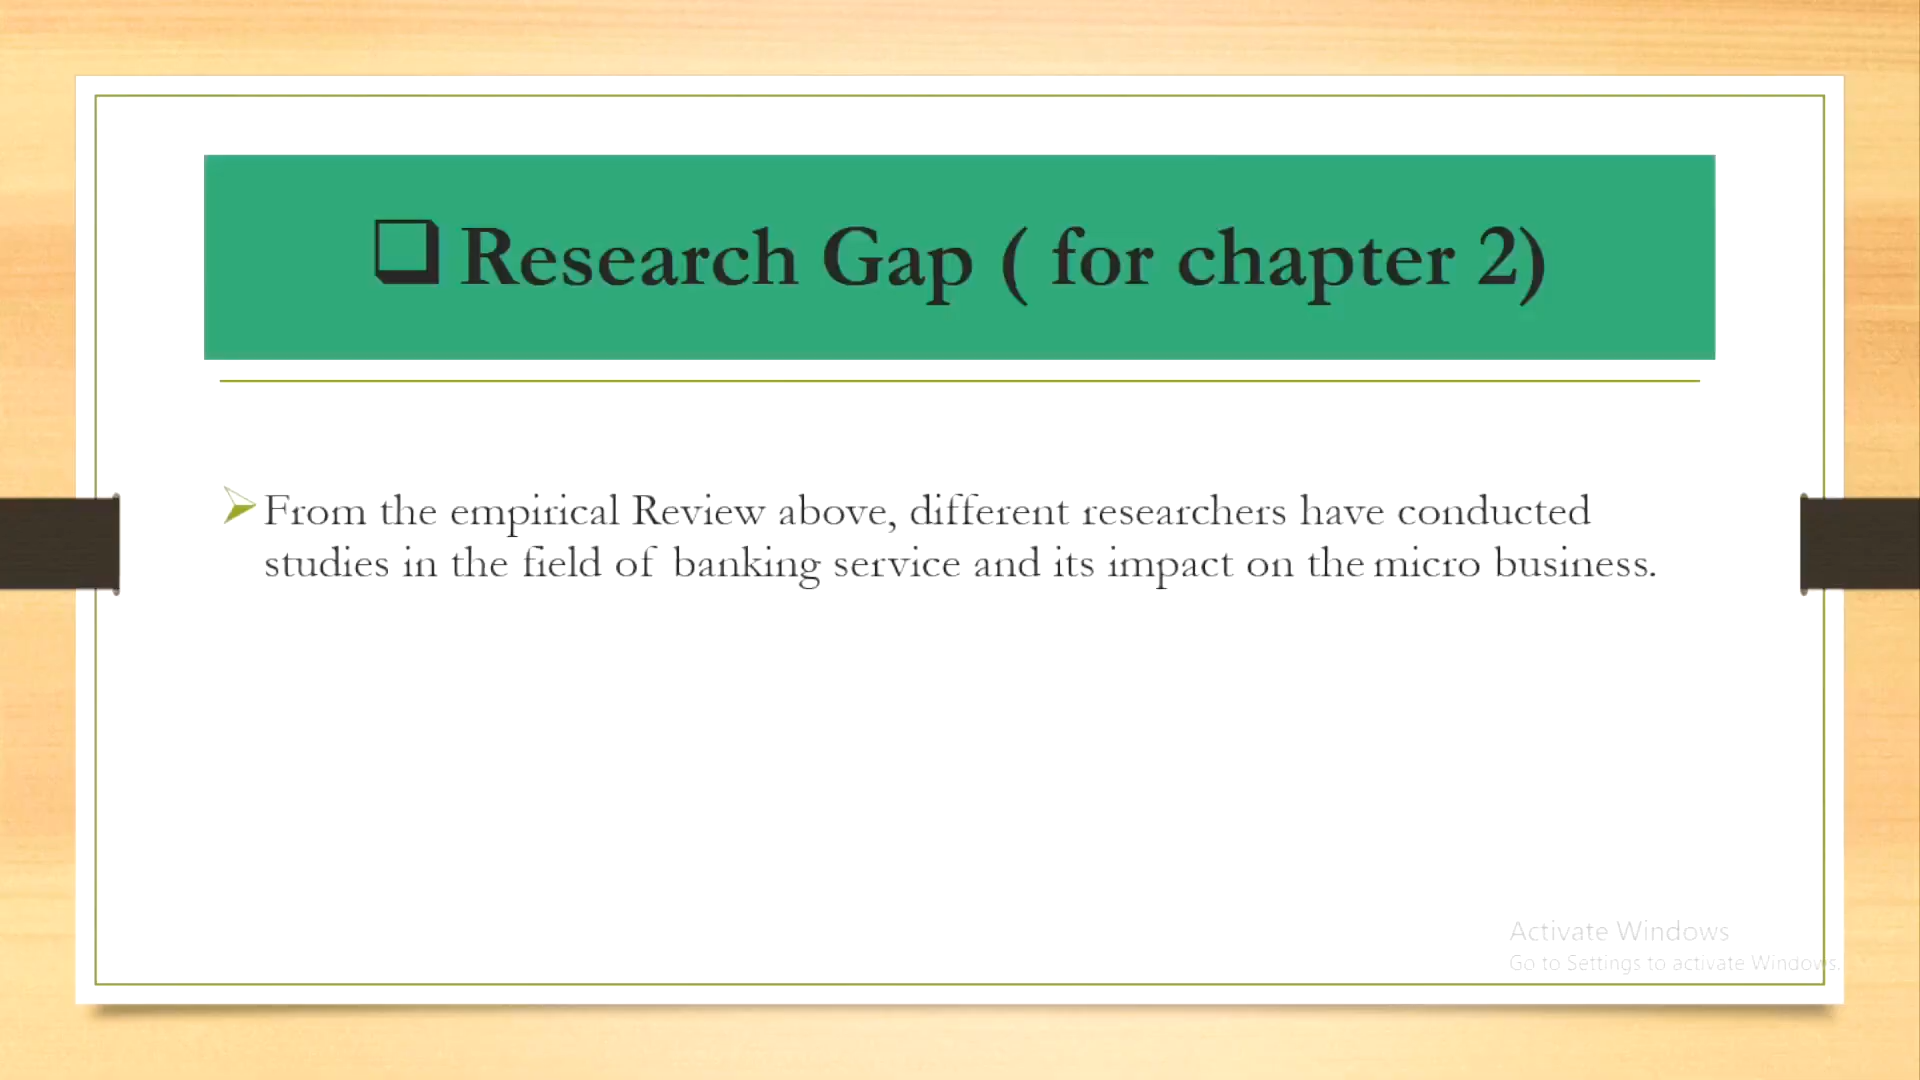 ❑ Research Gap ( for chapter 2)
➢ From the empirical Review above, different researchers have conducted
studies in the field of banking service and its impact on the micro business.
Activate Windows
Go to Settings to activate Windows.